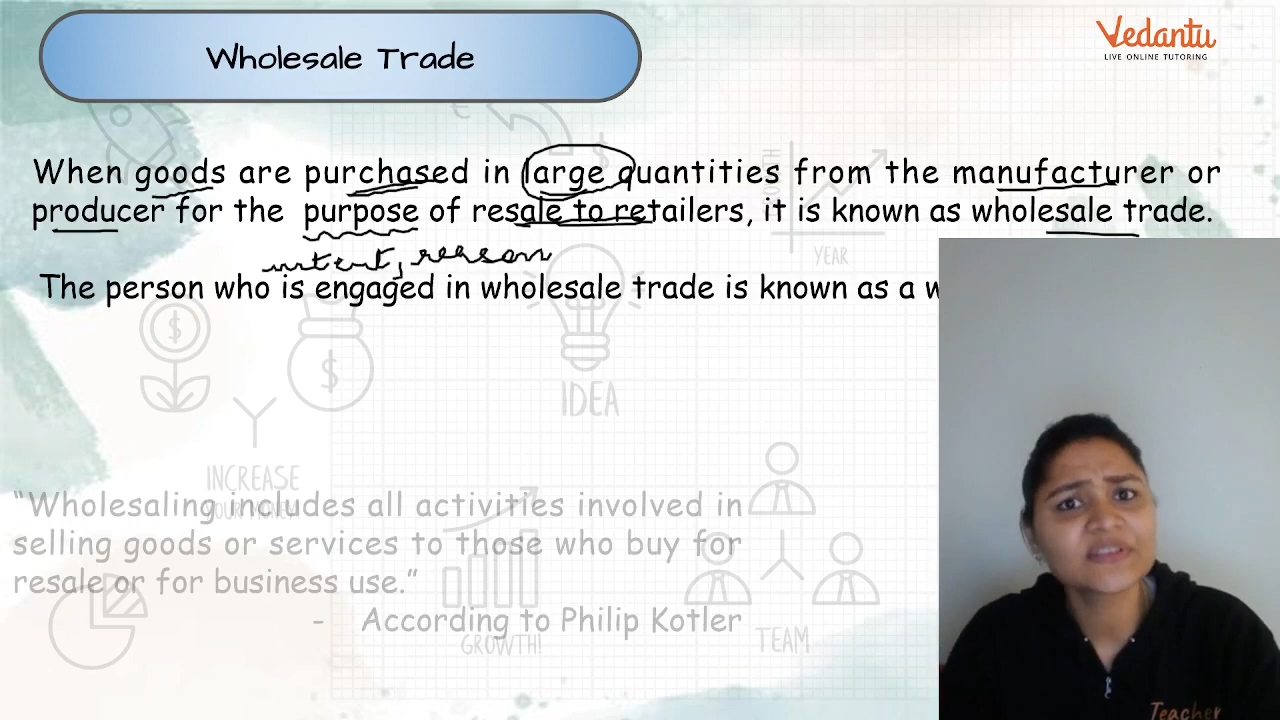 Wholesale Trade
Vedantu
LIVE ONLINE TUTORING
When goods are purchased in large quantities from the manufacturer or
producer for the purpose of resale to retailers, it is known as wholesale trade.
intent, reason
The person who is engaged in wholesale trade is known as a w
YEAR
IDEA
INCREASE
YOUR MONEY
"Wholesaling includes all activities involved in
selling goods or services to those who buy for
resale or for business use."
- According to Philip Kotler
GROWTH!
TEAM
Teacher